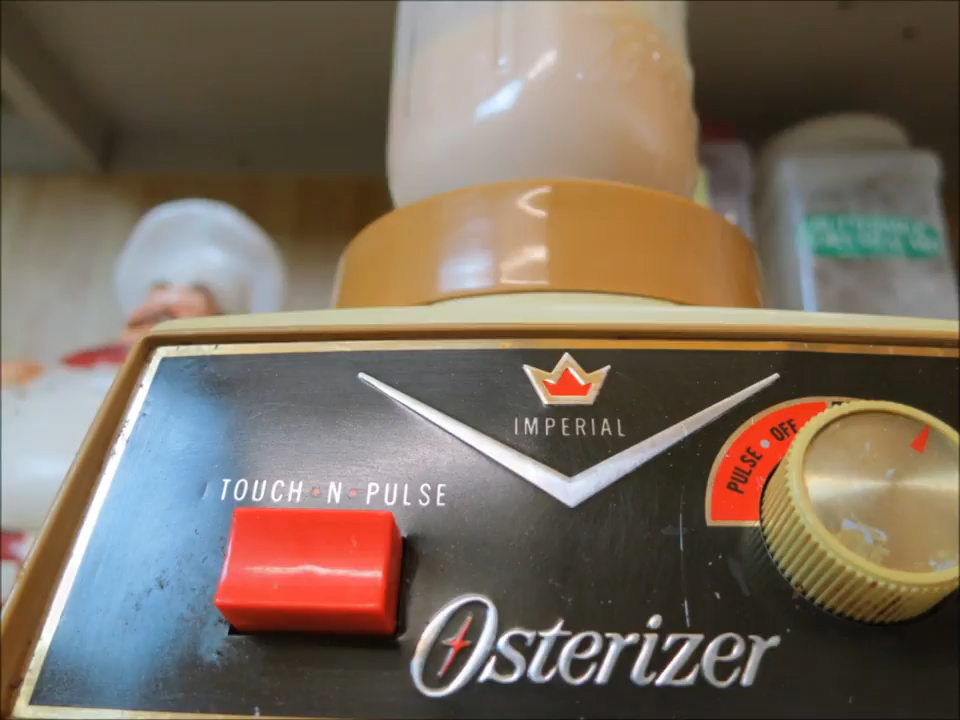 IMPERIAL
PULSE • OFF
TOUCH • N • PULSE
Osterizer